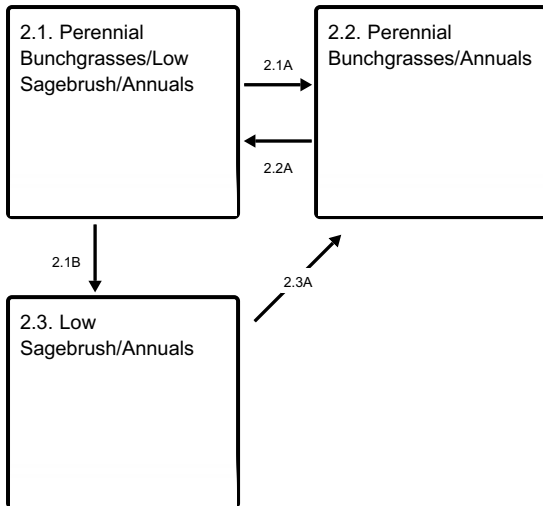 2.1. Perennial
Bunchgrasses/Low
Sagebrush/Annuals
2.2. Perennial
Bunchgrasses/Annuals
2.1A
2.2A
2.1B
2.3A
2.3. Low
Sagebrush/Annuals